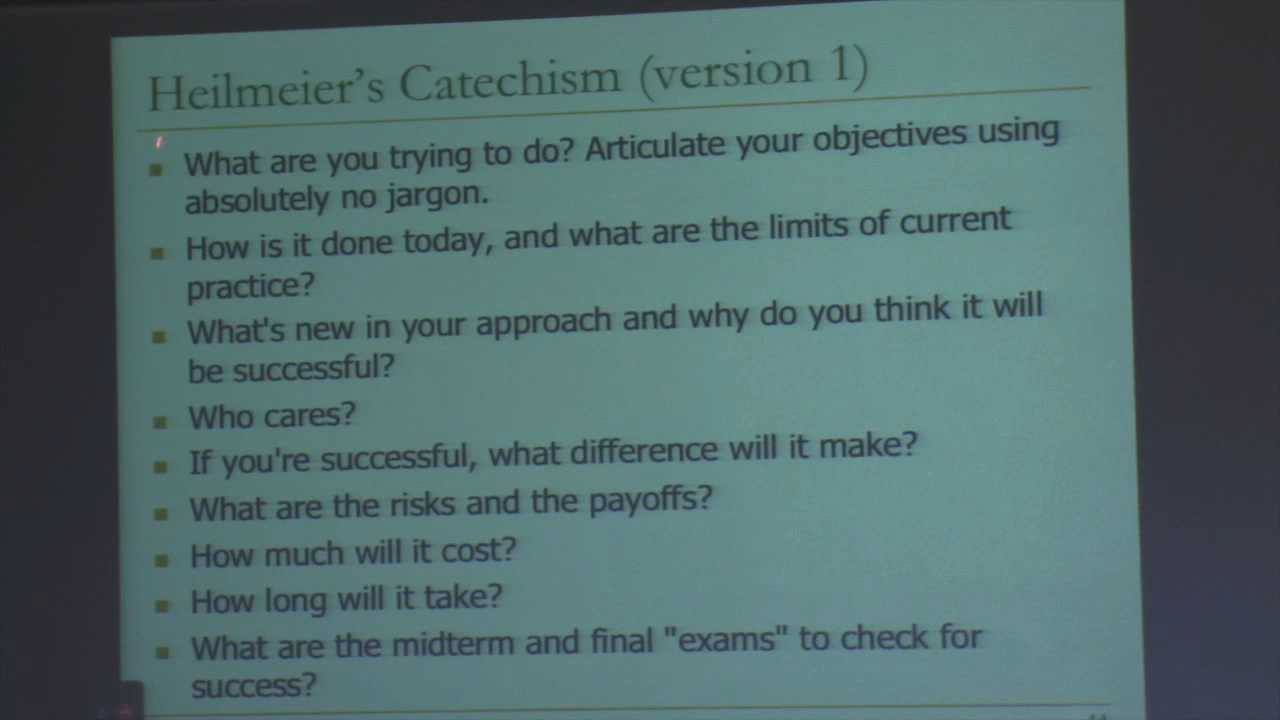 Heilmeier's Catechism (version 1)
What are you trying to do? Articulate your objectives using
absolutely no jargon.
How is it done today, and what are the limits of current
practice?
What's new in your approach and why do you think it will
be successful?
Who cares?
If you're successful, what difference will it make?
What are the risks and the payoffs?
How much will it cost?
How long will it take?
What are the midterm and final "exams" to check for
success?